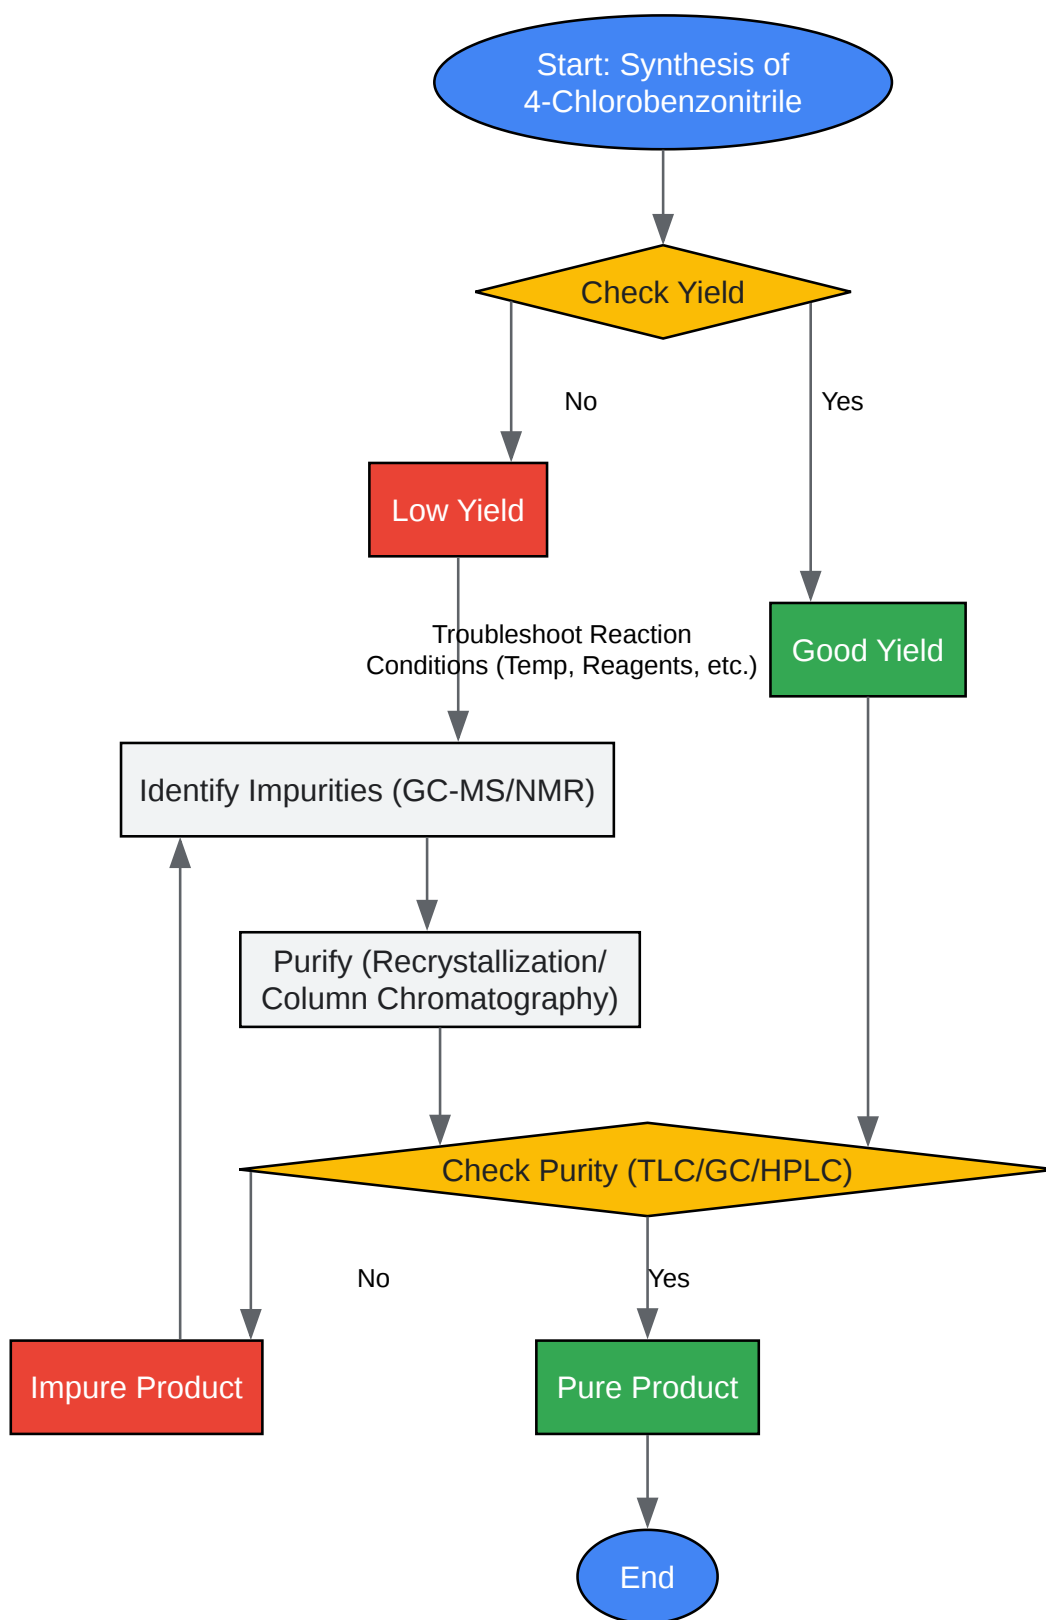 Start: Synthesis of
4-Chlorobenzonitrile
Check Yield
No
Yes
Low Yield
Troubleshoot Reaction
Conditions (Temp, Reagents, etc.)
Good Yield
Identify Impurities (GC-MS/NMR)
Purify (Recrystallization/
Column Chromatography)
Check Purity (TLC/GC/HPLC)
No
Yes
Impure Product
Pure Product
End